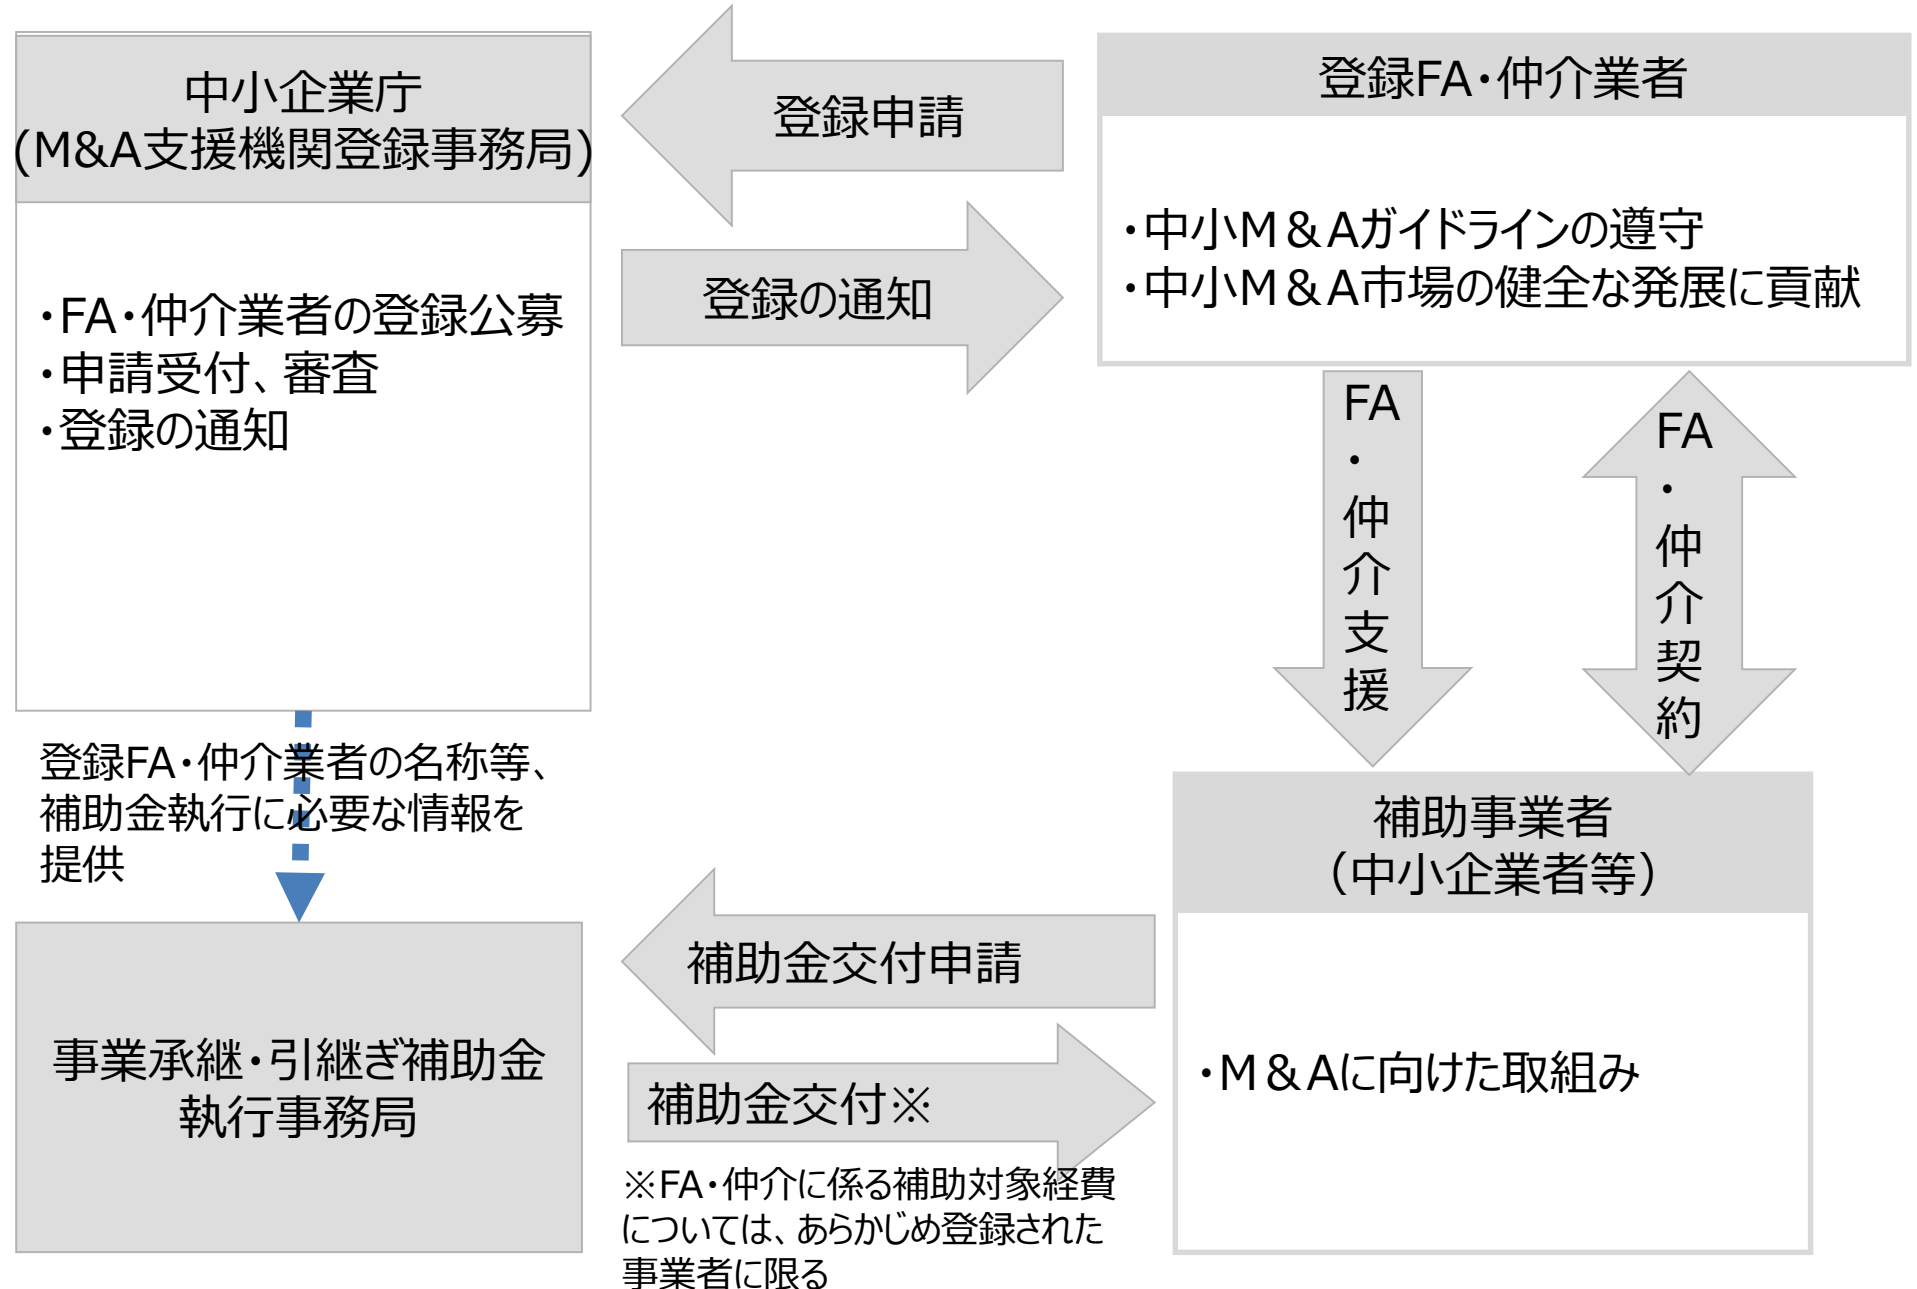 中小企業庁
(M&A支援機関登録事務局)
・FA・仲介業者の登録公募
・申請受付、審査
・登録の通知
登録申請
登録の通知
登録FA・仲介業者
・中小M＆Aガイドラインの遵守
・中小M＆A市場の健全な発展に貢献
FA・仲介支援
FA・仲介契約
登録FA・仲介業者の名称等、
補助金執行に必要な情報を
提供
事業承継・引継ぎ補助金
執行事務局
補助金交付申請
補助金交付※
※FA・仲介に係る補助対象経費
については、あらかじめ登録された
事業者に限る
補助事業者
（中小企業者等）
・M＆Aに向けた取組み